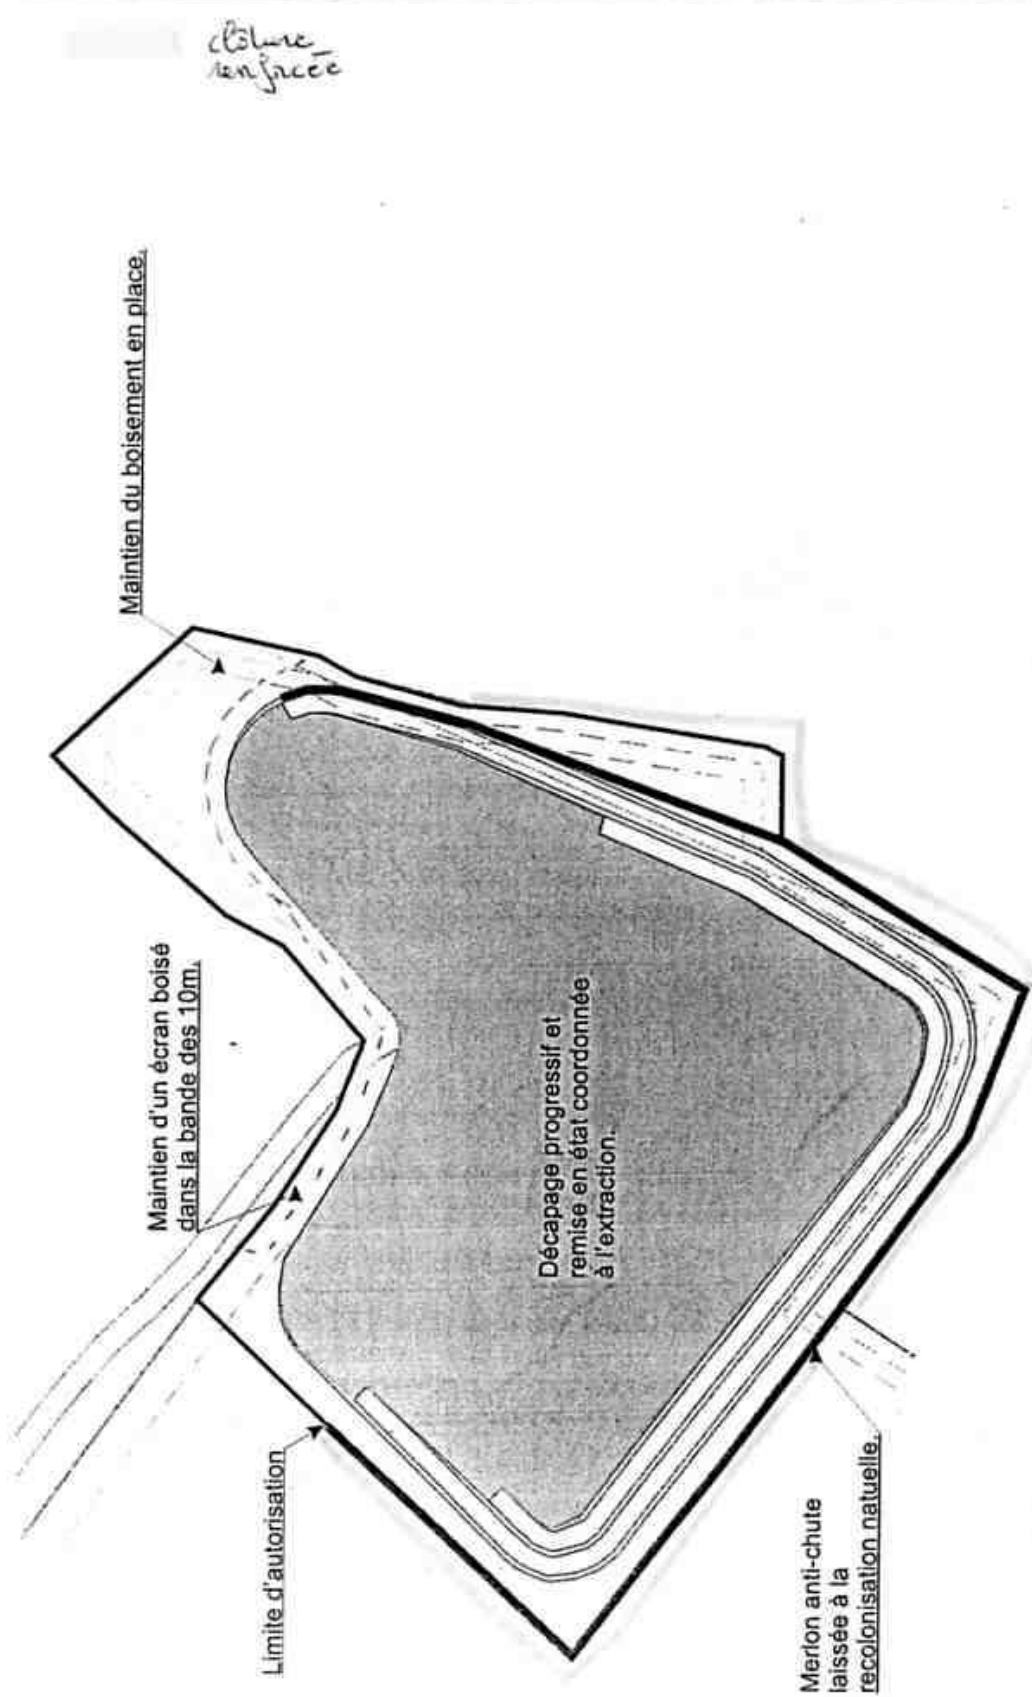 clôture
renforcée
Maintien du boisement en place.
Maintien d'un écran boisé
dans la bande des 10m.
Décapage progressif et
remise en état coordonnée
à l'extraction.
Limite d'autorisation
Merlon anti-chute
laissée à la
recolonisation natuelle.